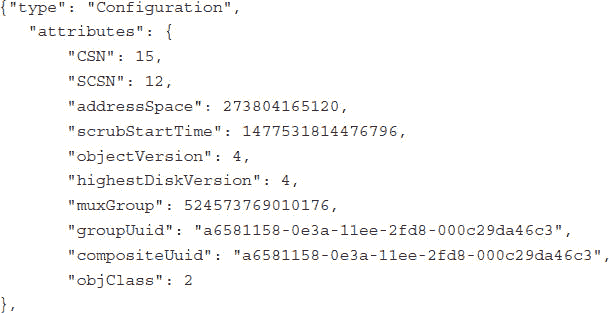 {"type": "Configuration",
"attributes": {
"CSN": 15,
"SCSN": 12,
"addressSpace": 273804165120,
"scrubStartTime": 1477531814476796,
"objectVersion": 4,
"highestDiskVersion": 4,
"muxGroup": 524573769010176,
"groupUuid": "a6581158-0e3a-11ee-2fd8-000c29da46c3",
"compositeUuid": "a6581158-0e3a-11ee-2fd8-000c29da46c3",
"objClass": 2
},